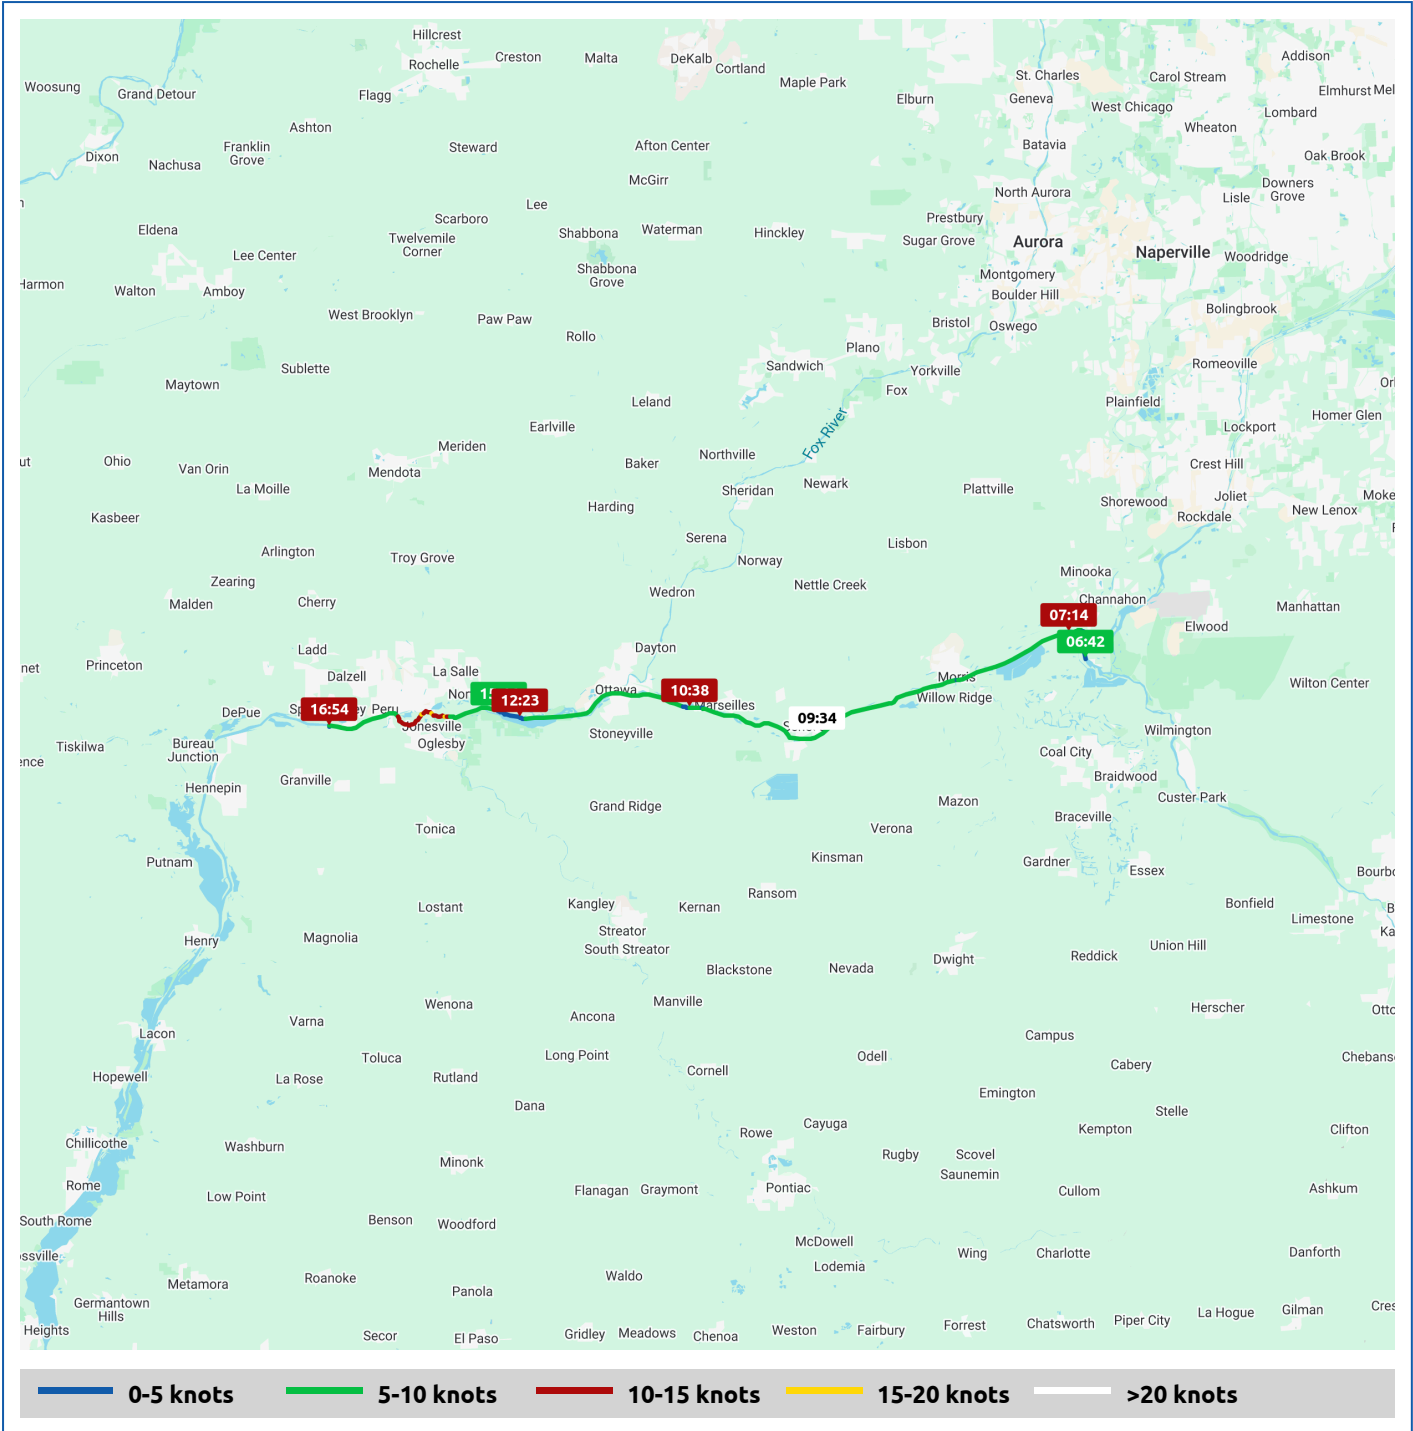 Hillcrest
Rochelle
Creston
Malta
DeKalb
Cortland
Maple Park
St. Charles
Carol Stream
Addison
Woosung
Grand Detour
Flagg
Elburn
Geneva
West Chicago
Elmhurst
Mel
Lombard
Ashton
Wheaton
Dixon
Nachusa
Franklin
Grove
Steward
Afton Center
Batavia
Oak Brook
McGirr
North Aurora
Downers
Grove
Lisle
Lee
Scarboro
Prestbury
Eldena
Twelvemile
Corner
Shabbona
Waterman
Hinckley
Sugar Grove
Aurora
Naperville
Woodridge
Lee Center
Shabbona
Grove
Montgomery
Harmon
Walton
Amboy
Boulder Hill
Bolingbrook
West Brooklyn
Paw Paw
Rollo
Bristol
Oswego
Plano
Sandwich
Yorkville
Romeoville
Sublette
Maytown
Fox
Plainfield
Orl
Leland
Homer Glen
Earlville
Fox River
Lockport
ut
Ohio
Van Orin
Meriden
Mendota
Baker
Northville
Crest Hill
La Moille
Sheridan
Newark
Plattville
Shorewood
Joliet
Moke
New Lenox
Kasbeer
Harding
Rockdale
Arlington
Troy Grove
Serena
Norway
Lisbon
Zearing
Nettle Creek
Minooka
Malden
Cherry
Wedron
Channahon
Manhattan
07:14
Elwood
06:42
Ladd
Dayton
net
Princeton
Dalzell
La Salle
Morris
Wilton Center
Nor
12:23
Ottawa
10:38
Marseilles
Willow Ridge
DePue
16:54
ey
Peru
09:34
Jonesville
Oglesby
Stoneyville
Wilmington
Tiskilwa
Bureau
Junction
ence
Coal City
Granville
Braidwood
Hennepin
Grand Ridge
Mazon
Custer Park
Tonica
Verona
Braceville
Putnam
Kinsman
Gardner
Essex
Bourbo
Ransom
Lostant
Kangley
Kernan
Bonfield
B
Limestone
Streator
Ka
Henry
Magnolia
South Streator
Union Hill
Blackstone
Nevada
Dwight
Reddick
Wenona
Manville
Herscher
Otto
Varna
Ancona
Lacon
Campus
Toluca
Long Point
Odell
Cabery
Chebans
Hopewell
La Rose
Rutland
Cornell
Emington
Dana
Stelle
Chillicothe
Washburn
Rowe
Cayuga
Kempton
Clifton
Minonk
Rugby
Scovel
Saunemin
Rome
Low Point
Flanagan
Graymont
Pontiac
Cullom
Ashkum
South Rome
Benson
Woodford
McDowell
ossville
Wing
Charlotte
Danforth
Lodemia
Metamora
Roanoke
Waldo
Panola
Germantown
Hills
La Hogue
Gilman
Cres
Heights
Secor
El Paso
Gridley
Meadows
Chenoa
Weston
Fairbury
Forrest
Chatsworth
Piper City
0-5 knots
5-10 knots
10-15 knots
15-20 knots
>20 knots